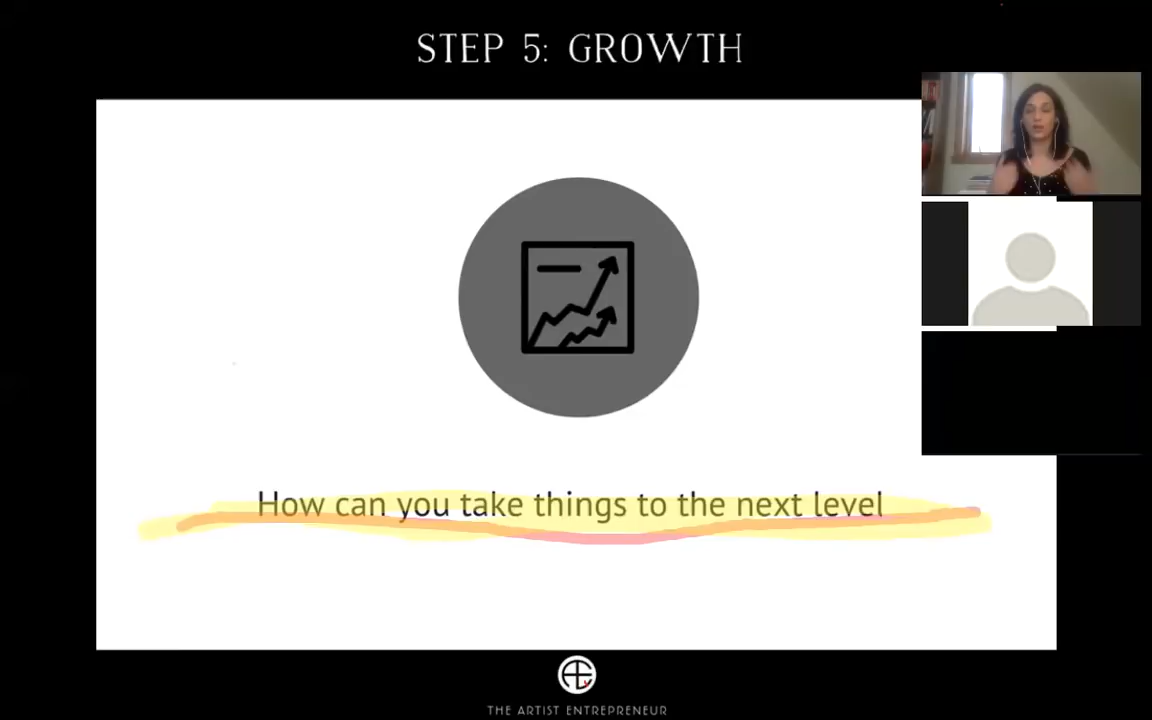 STEP 5: GROWTH
How can you take things to the next level
THE ARTIST ENTREPRENEUR